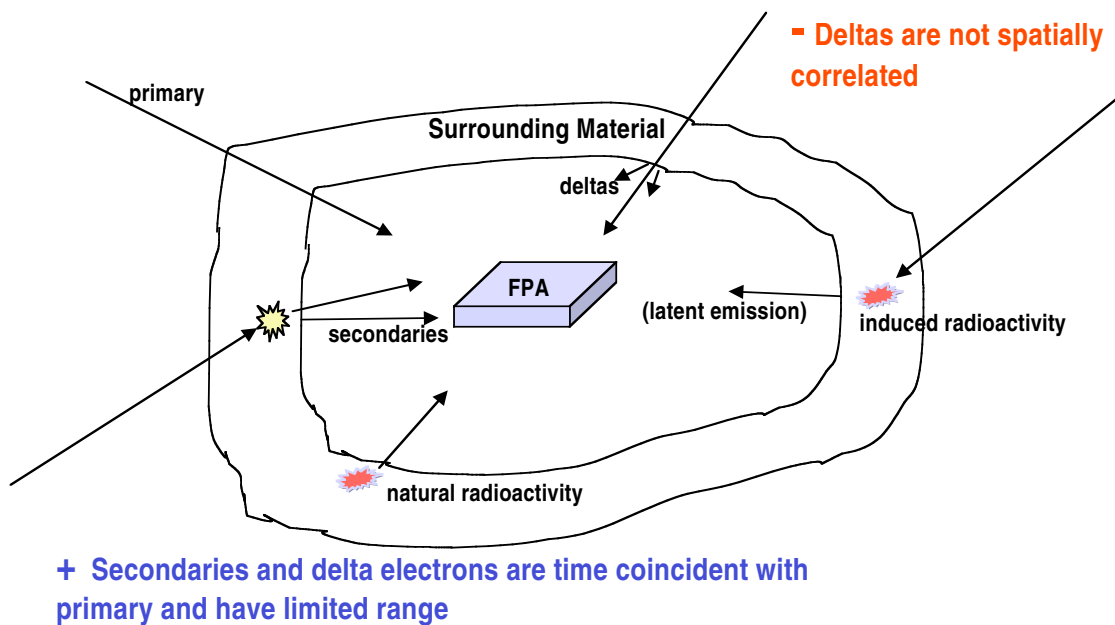 - Deltas are not spatially
correlated
primary
Surrounding Material
deltas
FPA
(latent emission)
induced radioactivity
secondaries
natural radioactivity
+ Secondaries and delta electrons are time coincident with
primary and have limited range